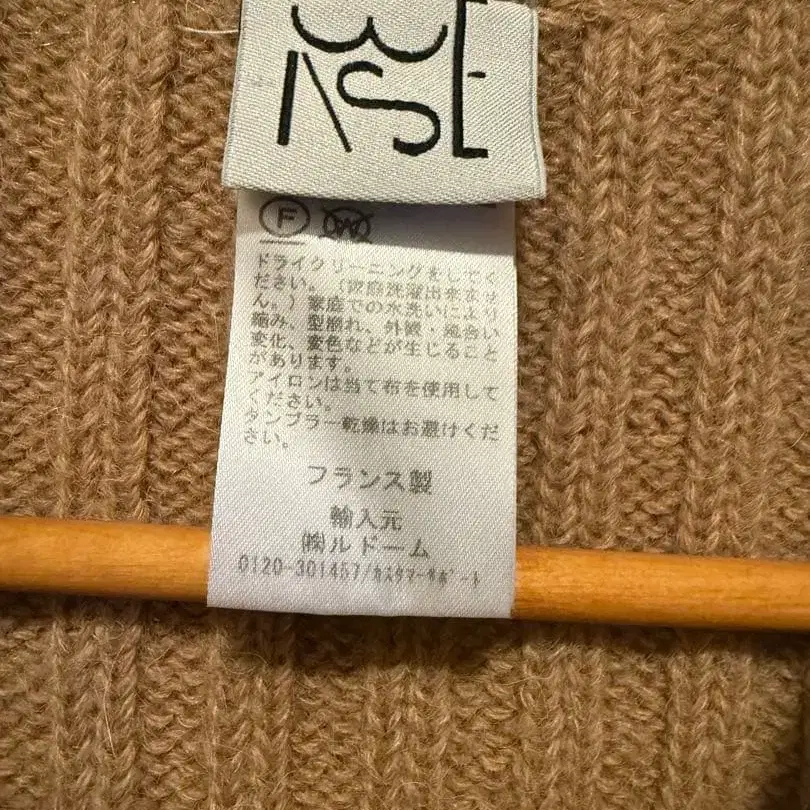 ASSE
F
W
ドライクリーニングをしてく
ださい。(家庭洗濯出来ませ
ん。)家庭での水洗いにより
縮み、型崩れ、外観・風合い
変化、変色などが生じること
があります。
アイロンは当て布を使用して
ください。
タンブラー乾燥はお避けくだ
さい。
フランス製
輸入元
㈱ルドーム
0120-301457/ｶｽﾀﾏｰｻﾎﾟｰﾄ